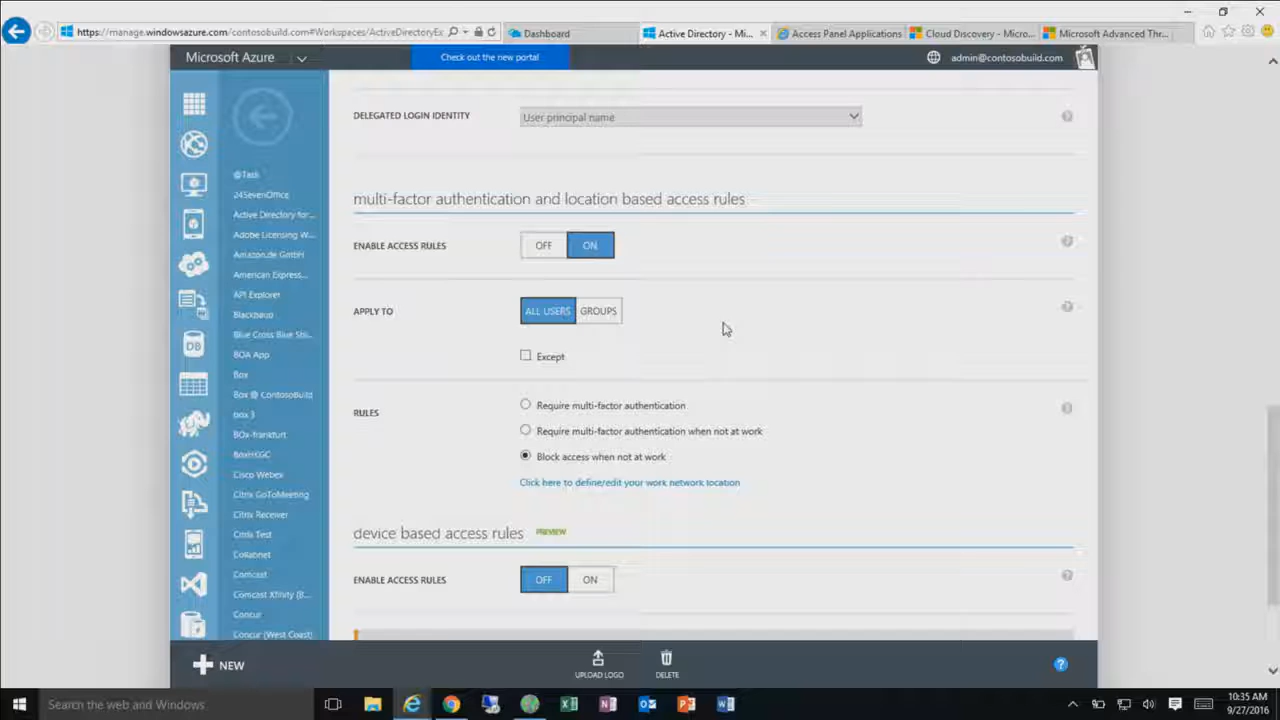 https://manage.windowsazure.com/contosobuild.com#Workspaces/ActiveDirectoryEx
Dashboard
Active Directory - Mi...
Access Panel Applications
Cloud Discovery - Micros...
Microsoft Advanced Thr...
Microsoft Azure
Check out the new portal
admin@contosobuild.com
DELEGATED LOGIN IDENTITY
User principal name
@Task
24SevenOffice
Active Directory for...
Adobe Licensing W...
Amazon.de GmbH
American Express...
API Explorer
Blackbaud
Blue Cross Blue Shi...
BOA App
Box
Box @ ContosoBuild
box 3
BOx-frankfurt
BoxHKGC
Cisco Webex
Citrix GoToMeeting
Citrix Receiver
Citrix Test
Collabnet
Comcast
Comcast Xfinity (B...
Concur
Concur (West Coast)
DB
multi-factor authentication and location based access rules
ENABLE ACCESS RULES
OFF
ON
APPLY TO
ALL USERS
GROUPS
Except
RULES
Require multi-factor authentication
Require multi-factor authentication when not at work
Block access when not at work
Click here to define/edit your work network location
device based access rules
PREVIEW
ENABLE ACCESS RULES
OFF
ON
NEW
UPLOAD LOGO
DELETE
Search the web and Windows
10:35 AM
9/27/2016